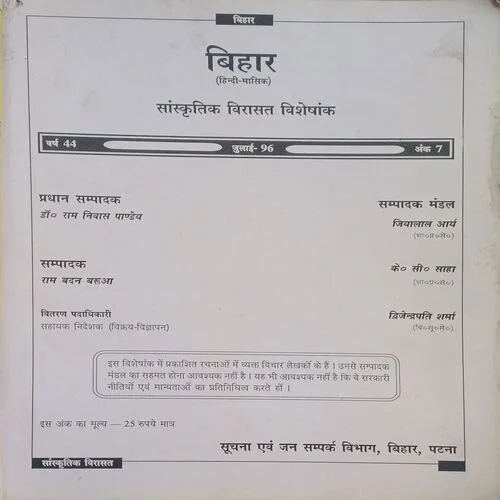 बिहार
बिहार
(हिन्दी-मासिक)
सांस्कृतिक विरासत विशेषांक
वर्ष 44 जुलाई- 96 अंक 7
प्रधान सम्पादक
डॉ० राम निवास पाण्डेय
सम्पादक मंडल
जियालाल आर्य
(भा०प्र०से०)
सम्पादक
राम बदन बरूआ
के० सी० साहा
(भा०प्र०से०)
वितरण पदाधिकारी
सहायक निदेशक (विक्रय-विज्ञापन)
द्विजेन्द्रपति शर्मा
(बि०सू०से०)
इस विशेषांक में प्रकाशित रचनाओं में व्यक्त विचार लेखकों के हैं । उनसे सम्पादक
मंडल का सहमत होना आवश्यक नहीं है । यह भी आवश्यक नहीं है कि वे सरकारी
नीतियों एवं मान्यताओं का प्रतिनिधित्व करते हों ।
इस अंक का मूल्य — 25 रुपये मात्र
सूचना एवं जन सम्पर्क विभाग, बिहार, पटना
सांस्कृतिक विरासत